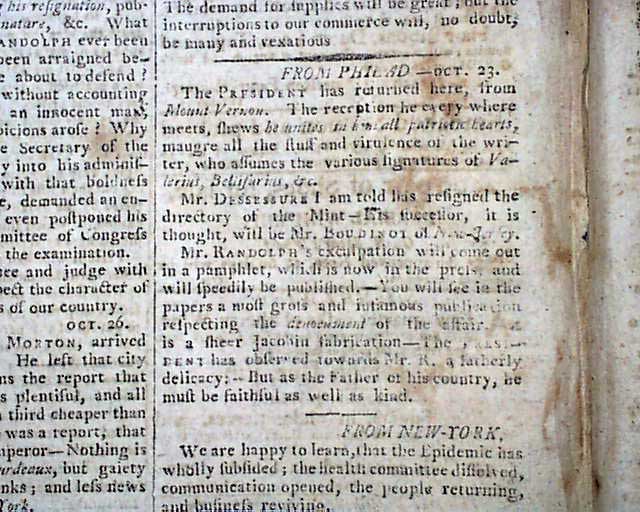 his resignation, pub-
nature, &c. What
ANDOLPH ever been
been arraigned be-
e about to defend?
without accounting
an innocent man,
picions arose? Why
e Secretary of the
y into his adminis-
with that boldness
e, demanded an en-
even postponed his
mmittee of Congress
the examination.
ee and judge with
pect the character of
s of our country.
OCT. 26.
MORTON, arrived
He left that city
ms the report that
s plentiful, and all
third cheaper than
was a report, that
mperor—Nothing is
urdeaux, but gaiety
nks; and less news
York.
The demand for supplies will be great; but the
interruptions to our commerce will, no doubt,
be many and vexatious
FROM PHILAD—OCT. 23.
The PRESIDENT has returned here, from
Mount Vernon. The reception he every where
meets, shews he unites in him all patriotic hearts,
maugre all the stuff and virulence of the wri-
ter, who assumes the various signatures of Va-
lerius, Belisarius, &c.
Mr. DESSESSURE I am told has resigned the
directory of the Mint—His successor, it is
thought, will be Mr. BOUDINOT of New-Jersey.
Mr. RANDOLPH's exculpation will come out
in a pamphlet, which is now in the press, and
will speedily be published.—You will see in the
papers a most gross and infamous publication
respecting the denouement of the affair. It
is a sheer Jacobin fabrication—The PRESI-
DENT has observed towards Mr. R. a fatherly
delicacy;—But as the Father of his country, he
must be faithful as well as kind.
FROM NEW-YORK,
We are happy to learn, that the Epidemic has
wholly subsided; the health committee dissolved,
communication opened, the people returning,
and business reviving.